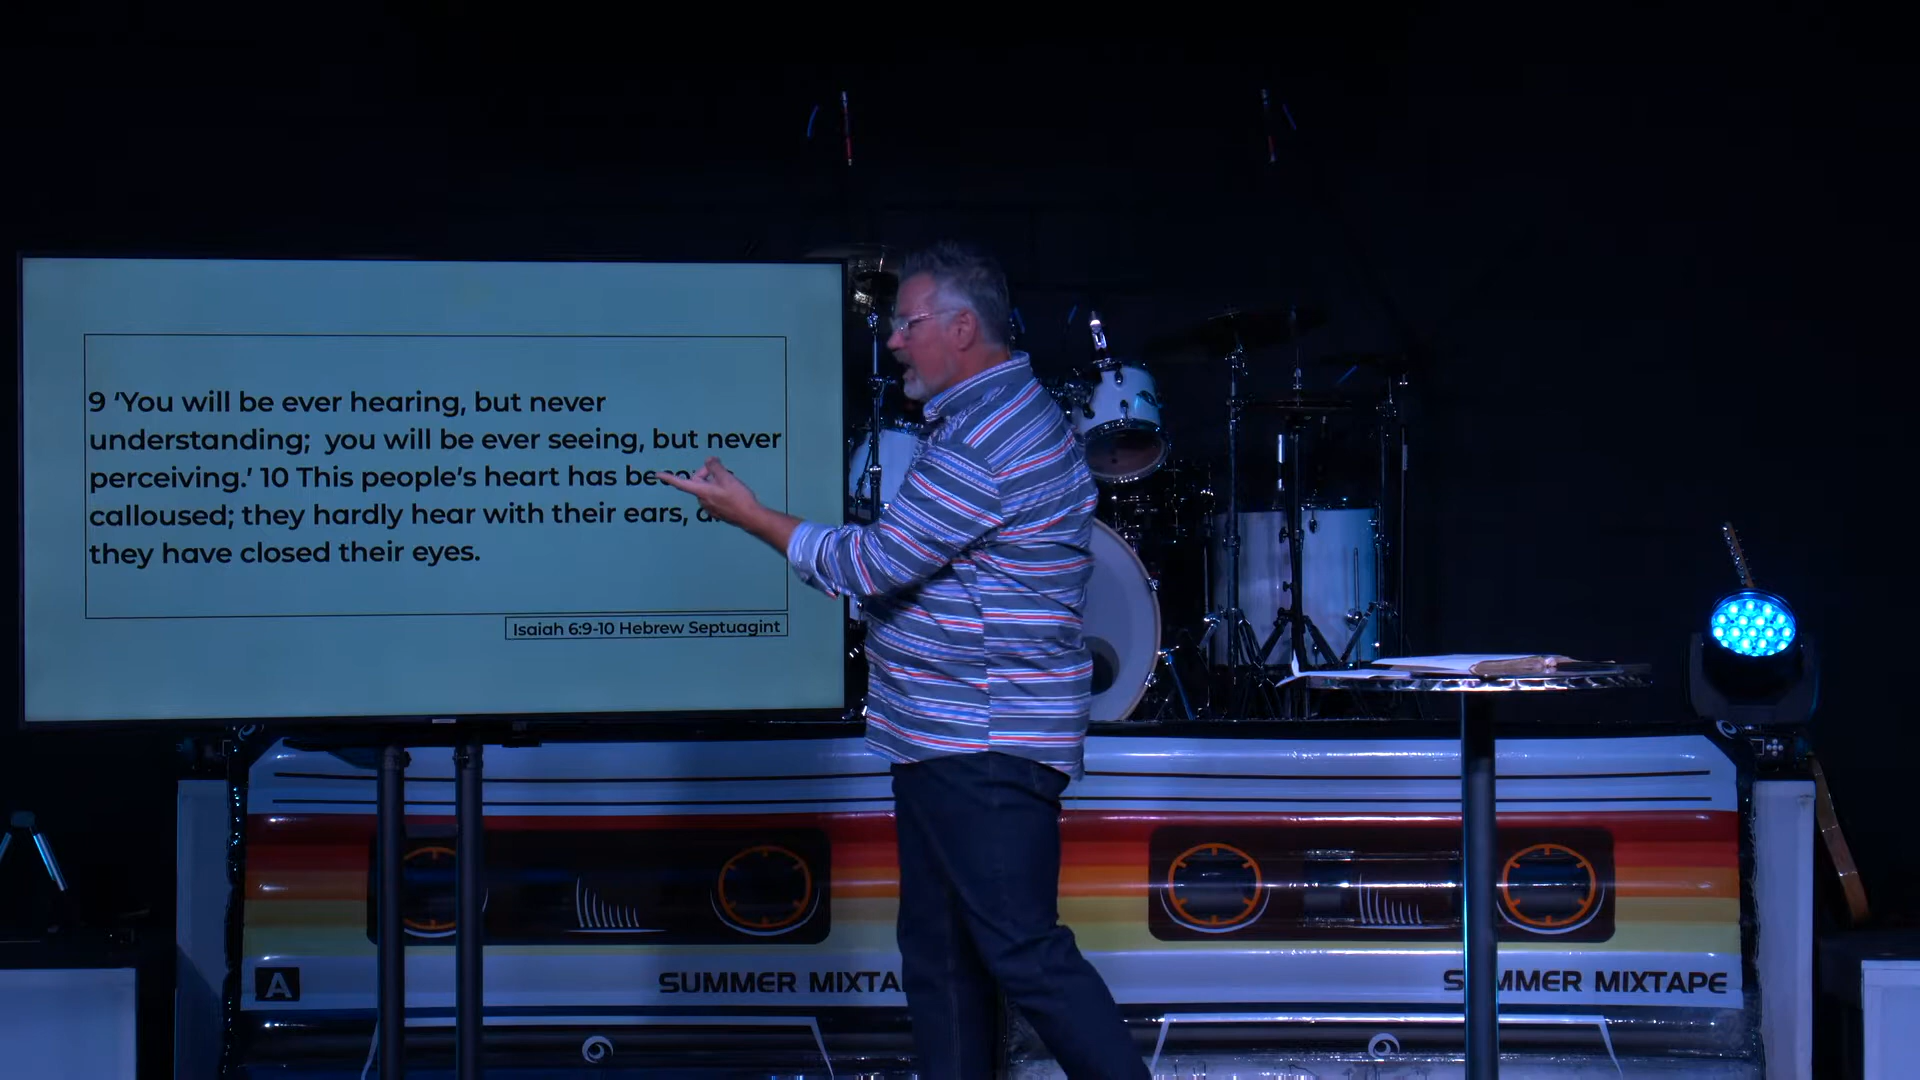 9 ‘You will be ever hearing, but never
understanding; you will be ever seeing, but never
perceiving.’ 10 This people’s heart has
calloused; they hardly hear with their ears,
they have closed their eyes.
Isaiah 6:9-10 Hebrew Septuagint
A
SUMMER
MIXTAPE